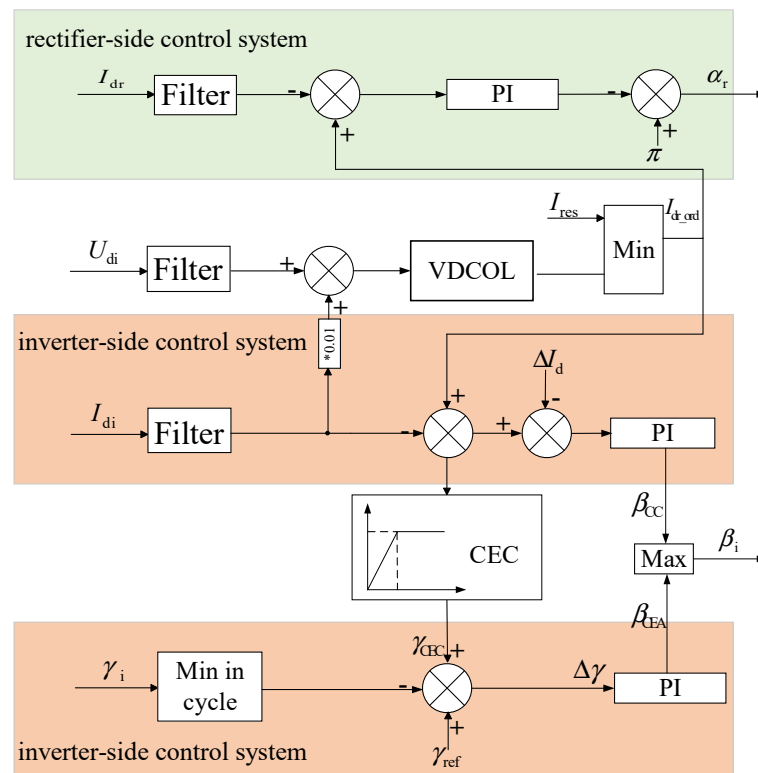 rectifier-side control system
I_dr
Filter
-
+
PI
-
+
π
α_r
U_di
Filter
+
+
VDCOL
I_res
Min
I_dr_ord
inverter-side control system
*0.01
I_di
Filter
-
+
+
ΔI_d
-
PI
β_CC
CEC
Max
β_i
β_CEA
γ_CEC
+
γ_i
Min in
cycle
-
+
γ_ref
Δγ
PI
inverter-side control system